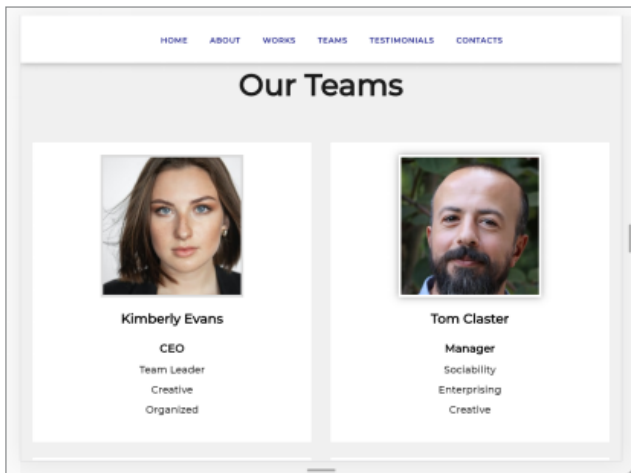 HOME ABOUT WORKS TEAMS TESTIMONIALS CONTACTS
Our Teams
Kimberly Evans
CEO
Team Leader
Creative
Organized
Tom Claster
Manager
Sociability
Enterprising
Creative